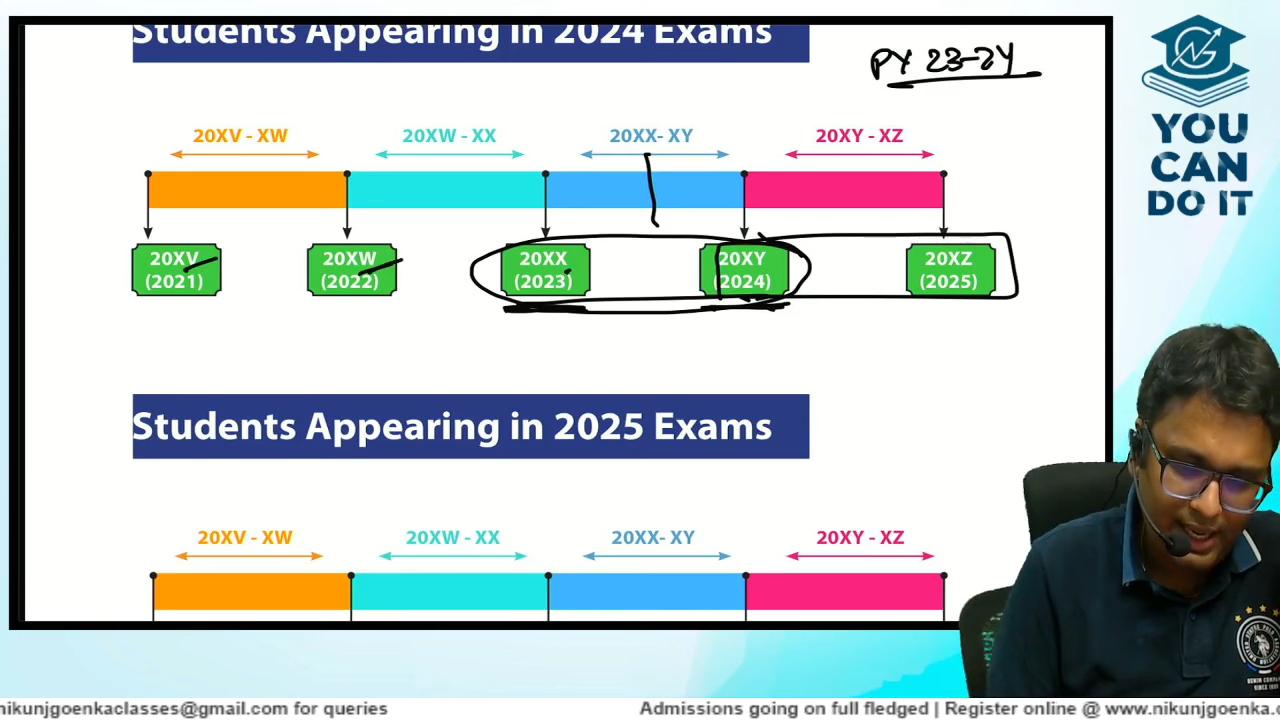 Students Appearing in 2024 Exams
PY 23-24
20XV - XW
20XW - XX
20XX- XY
20XY - XZ
20XV
(2021)
20XW
(2022)
20XX
(2023)
20XY
(2024)
20XZ
(2025)
Students Appearing in 2025 Exams
20XV - XW
20XW - XX
20XX- XY
20XY - XZ
YOU
CAN
DO IT
nikunjgoenkaclasses@gmail.com for queries
Admissions going on full fledged | Register online @ www.nikunjgoenka.c